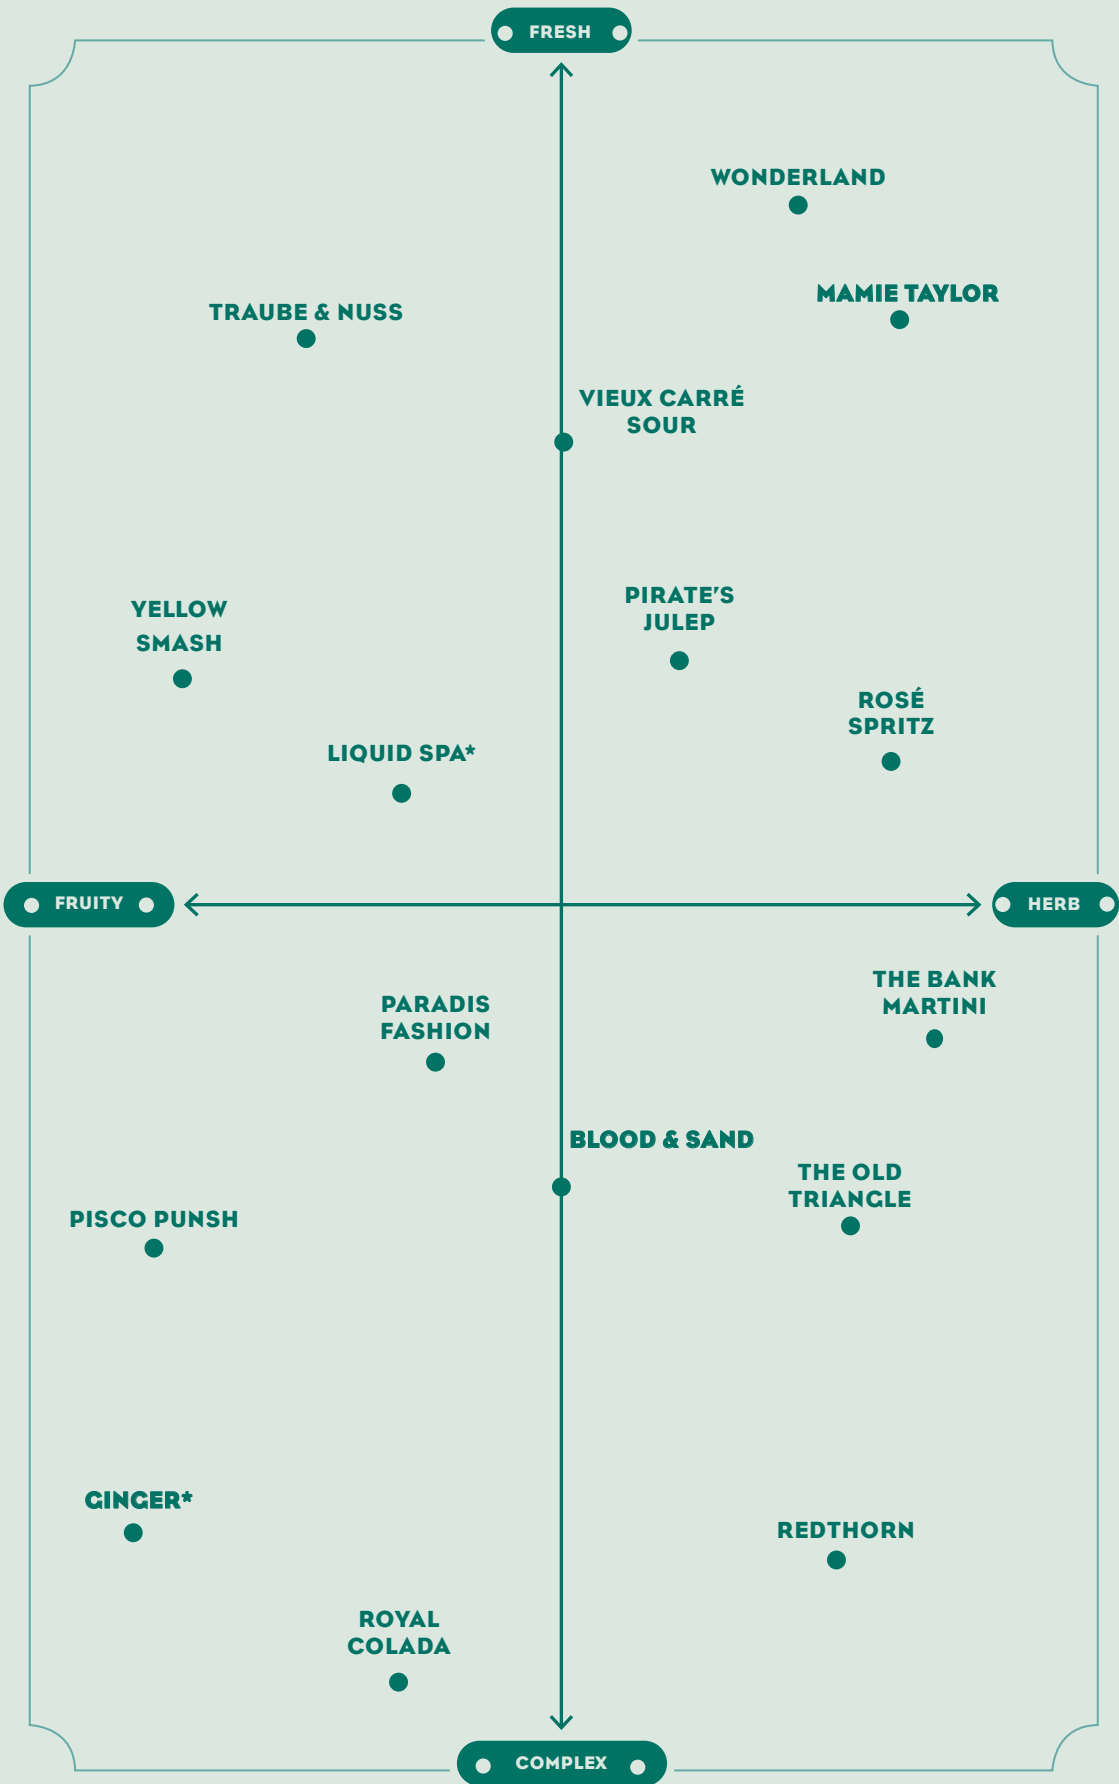 FRESH
WONDERLAND
MAMIE TAYLOR
TRAUBE & NUSS
VIEUX CARRÉ
SOUR
YELLOW
SMASH
PIRATE'S
JULEP
ROSÉ
SPRITZ
LIQUID SPA*
FRUITY
HERB
THE BANK
MARTINI
PARADIS
FASHION
BLOOD & SAND
THE OLD
TRIANGLE
PISCO PUNSH
GINGER*
REDTHORN
ROYAL
COLADA
COMPLEX